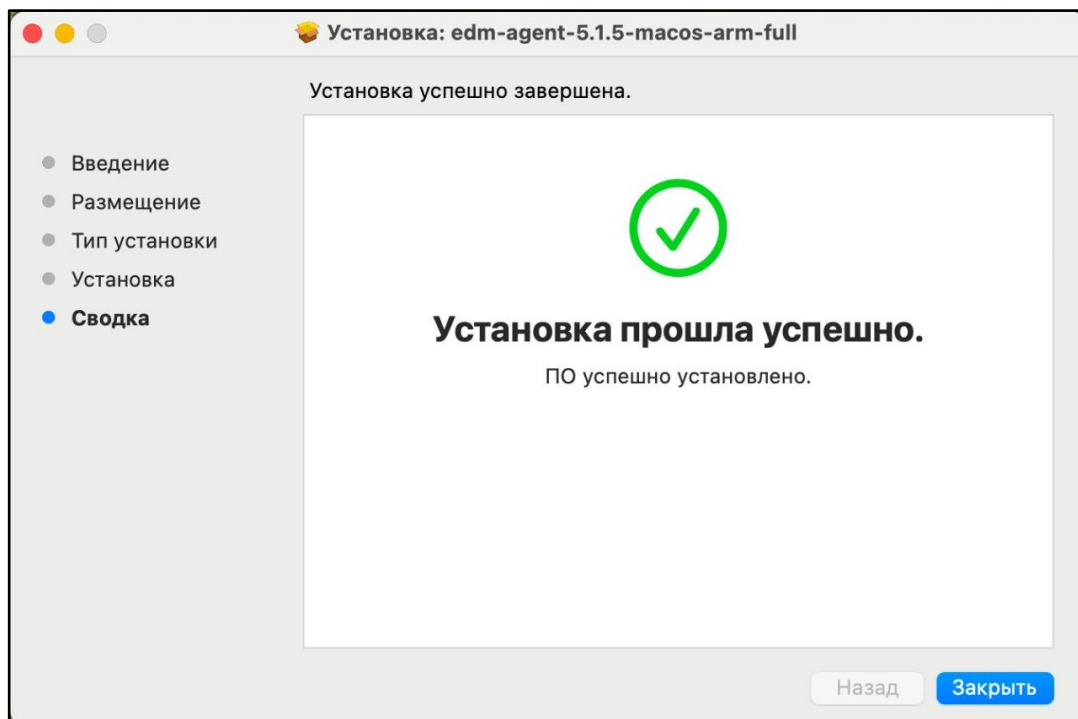 Установка: edm-agent-5.1.5-macos-arm-full
Установка успешно завершена.
Введение
Размещение
Тип установки
Установка
Сводка
Установка прошла успешно.
ПО успешно установлено.
Назад
Закрыть